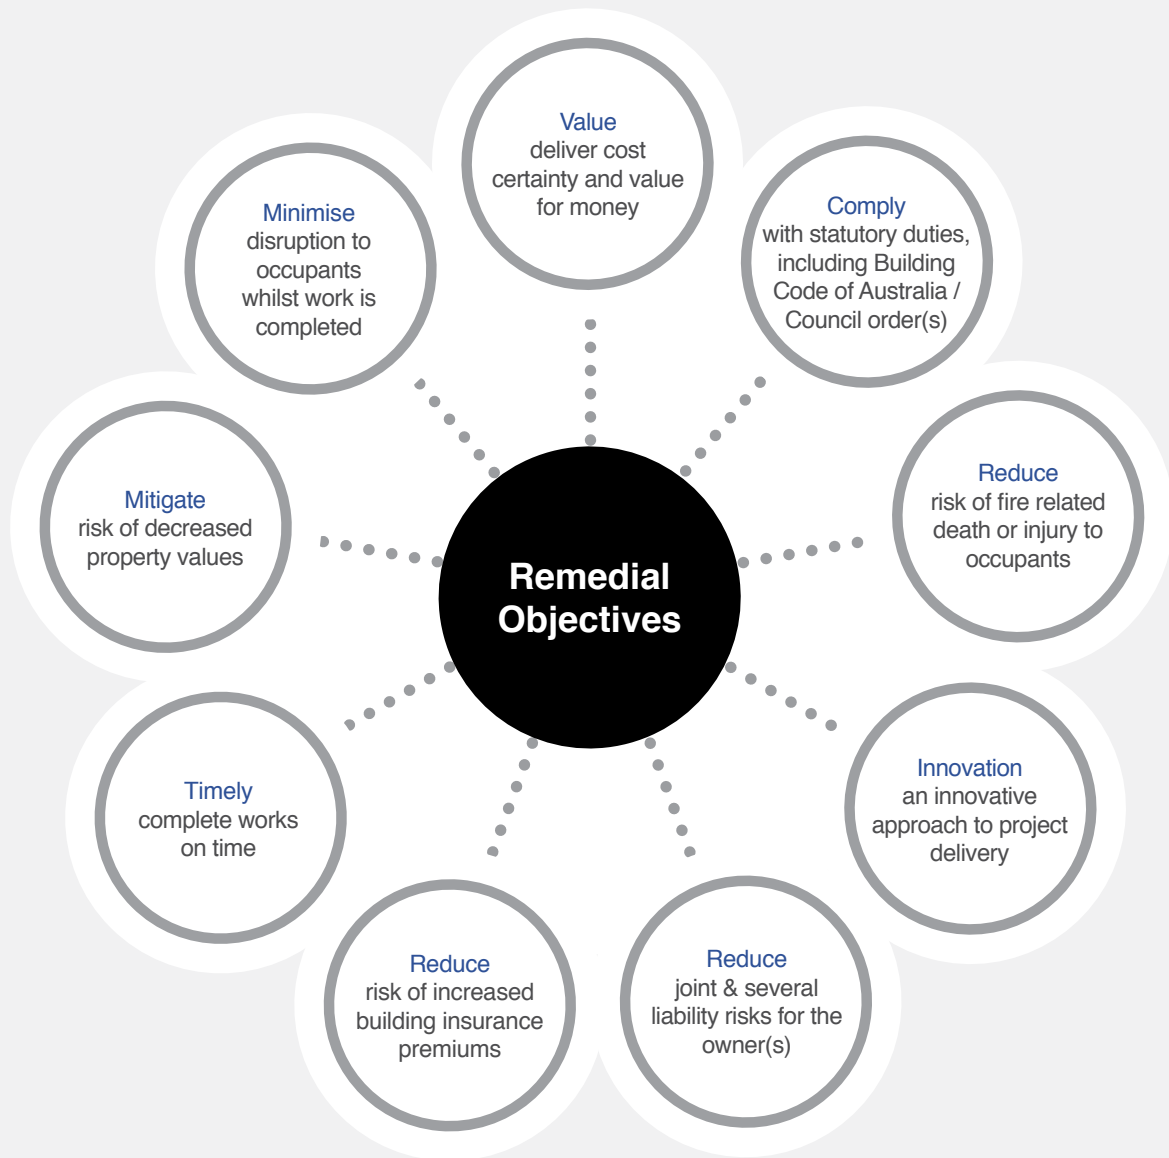 Value
deliver cost
certainty and value
for money
Comply
with statutory duties,
including Building
Code of Australia /
Council order(s)
Reduce
risk of fire related
death or injury to
occupants
Innovation
an innovative
approach to project
delivery
Reduce
joint & several
liability risks for the
owner(s)
Reduce
risk of increased
building insurance
premiums
Timely
complete works
on time
Mitigate
risk of decreased
property values
Minimise
disruption to
occupants
whilst work is
completed
Remedial
Objectives